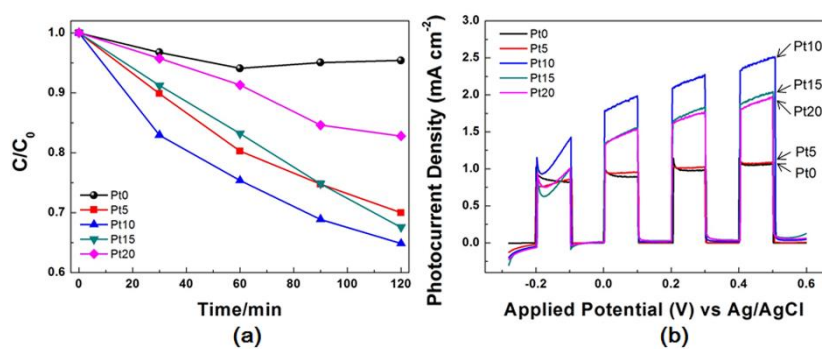 (a)
C/C0
1.0
0.9
0.8
0.7
0.6
Pt0
Pt5
Pt10
Pt15
Pt20
0
20
40
60
80
100
120
Time/min
(a)
(b)
Photocurrent Density (mA cm-2)
3.0
2.5
2.0
1.5
1.0
0.5
0.0
Pt0
Pt5
Pt10
Pt15
Pt20
Pt10
Pt15
Pt20
Pt5
Pt0
-0.2
0.0
0.2
0.4
0.6
Applied Potential (V) vs Ag/AgCl
(b)